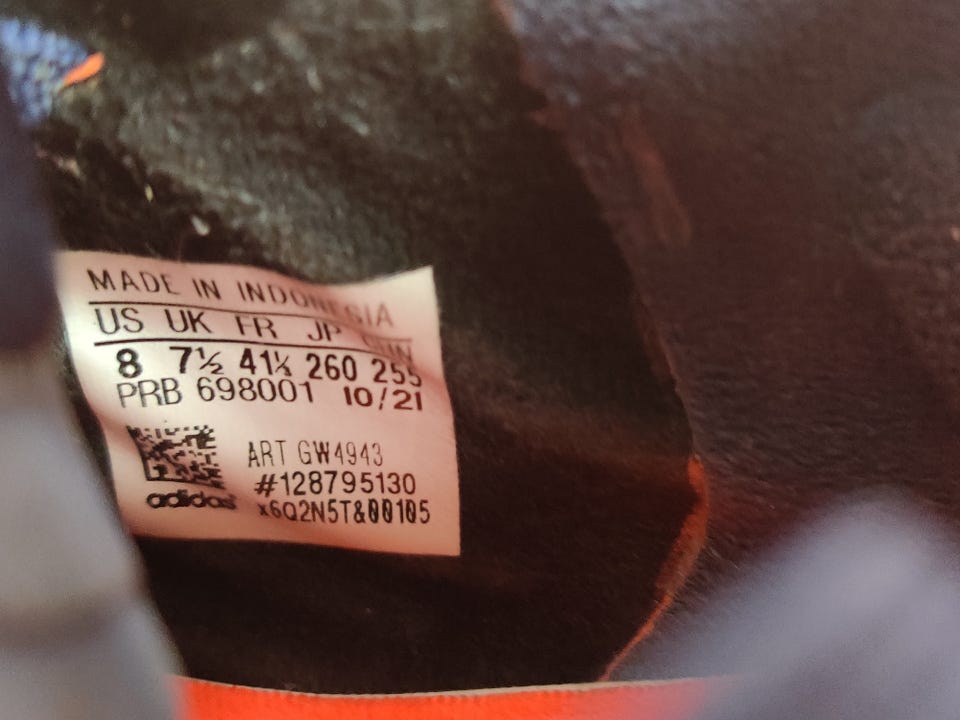 MADE IN INDONESIA
US UK FR JP CHN
8 7½ 41⅓ 260 255
PRB 698001 10/21
ART GW4943
#128795130
adidas x6Q2N5T&00105